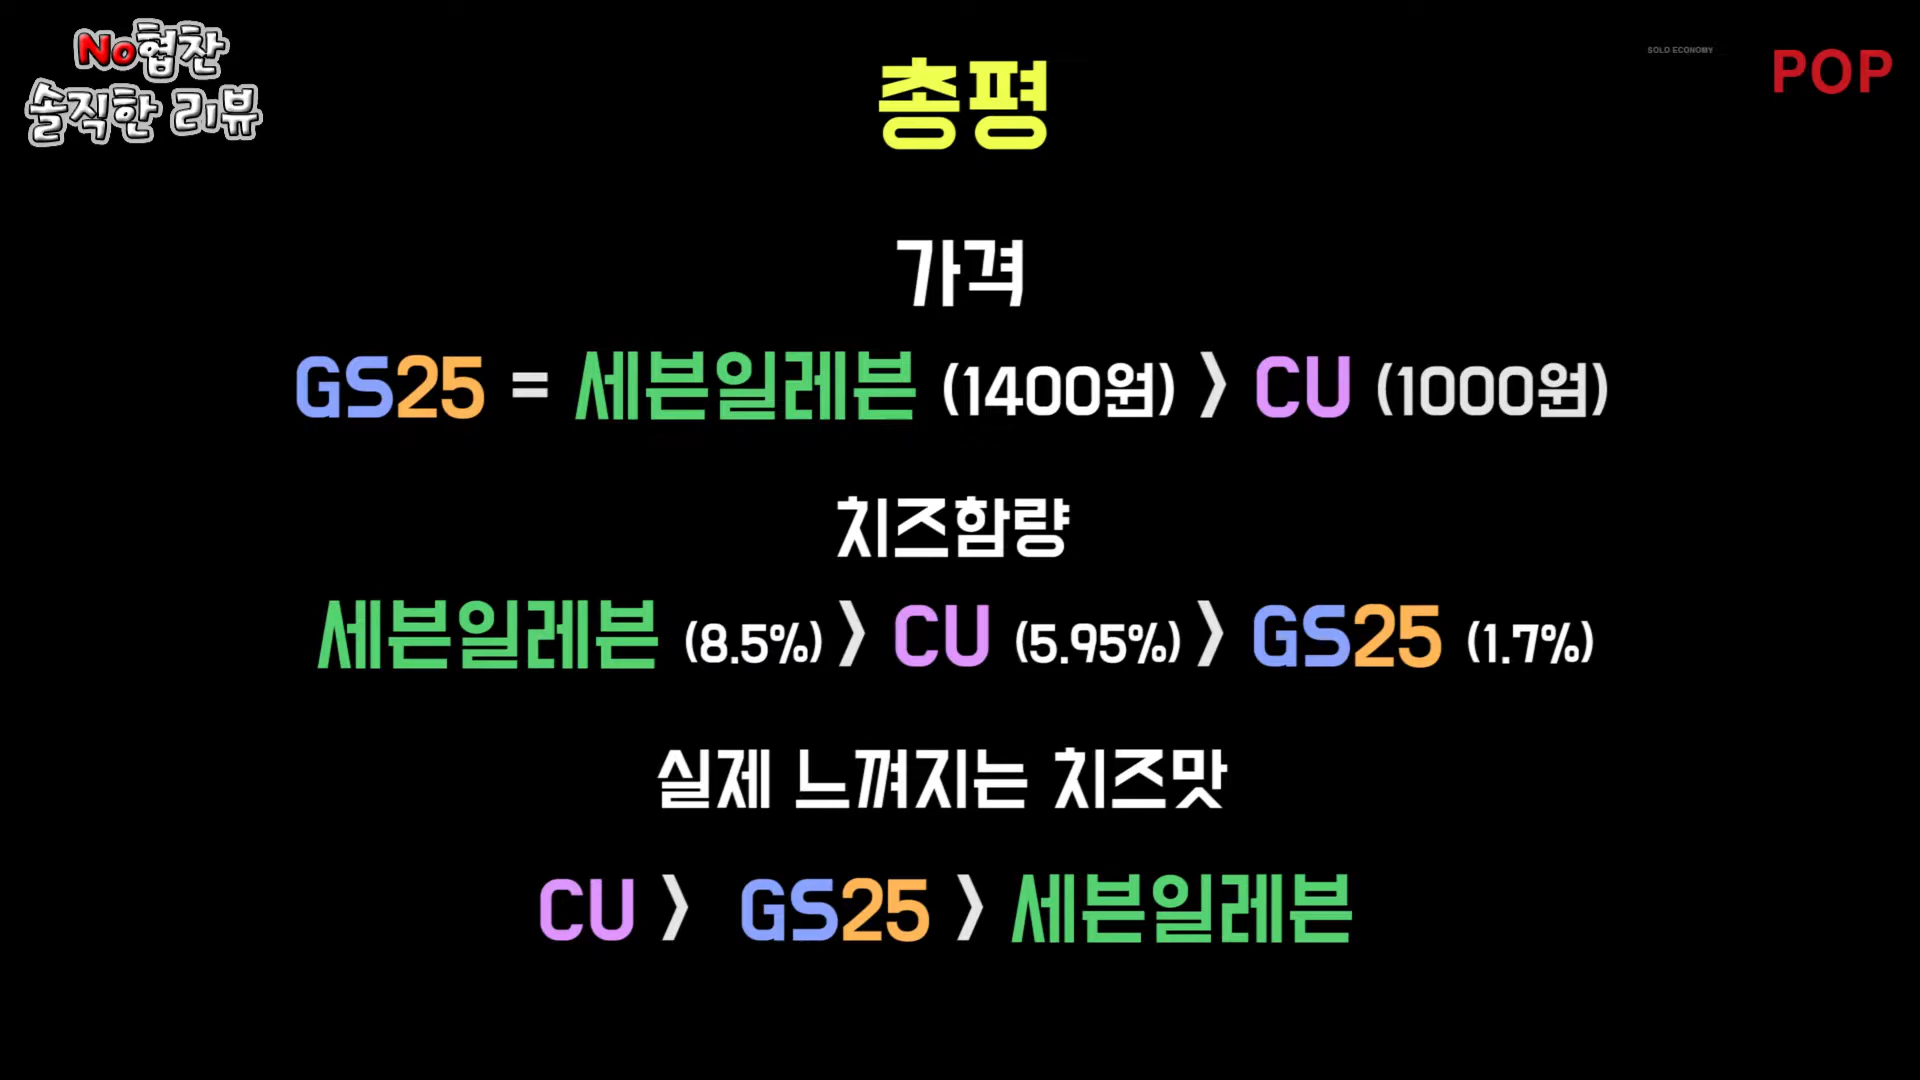 No협찬
솔직한 리뷰
SOLO ECONOMY
POP
총평
가격
GS25 = 세븐일레븐 (1400원) > CU (1000원)
치즈함량
세븐일레븐 (8.5%) > CU (5.95%) > GS25 (1.7%)
실제 느껴지는 치즈맛
CU > GS25 > 세븐일레븐